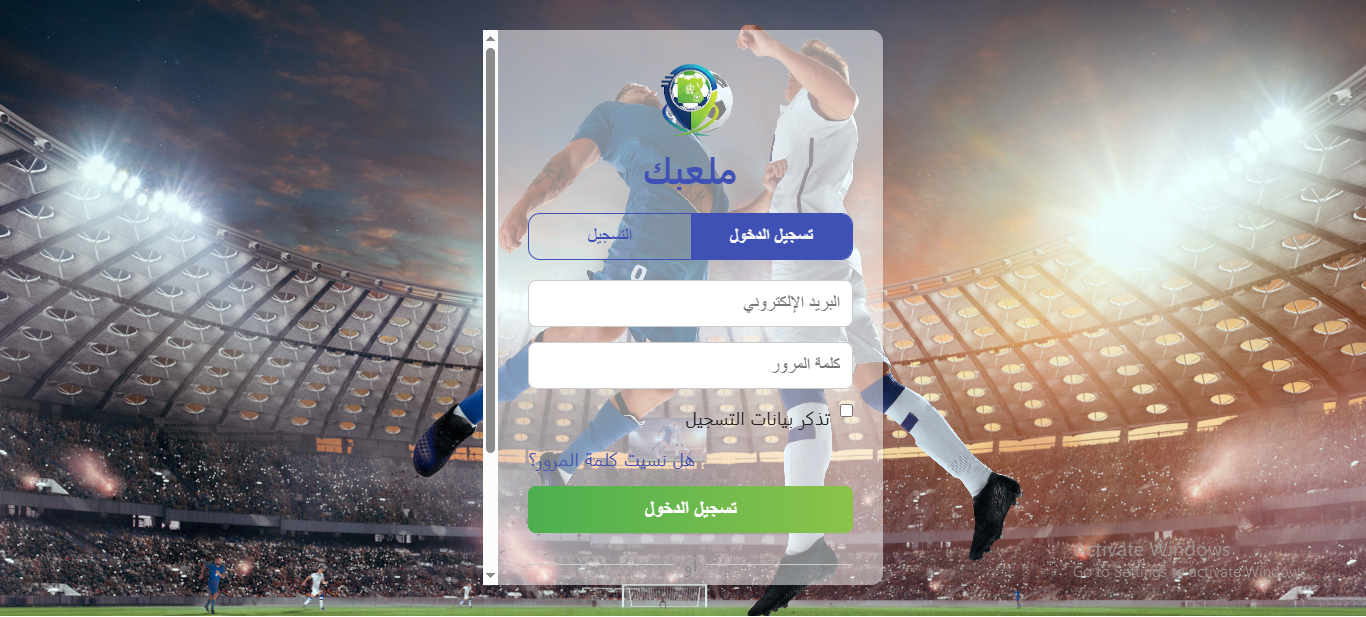 ملعبك
تسجيل الدخول
التسجيل
البريد الإلكتروني
كلمة المرور
تذكر بيانات التسجيل
هل نسيت كلمة المرور؟
تسجيل الدخول
أو
Activate Windows
Go to Settings to activate Windows.